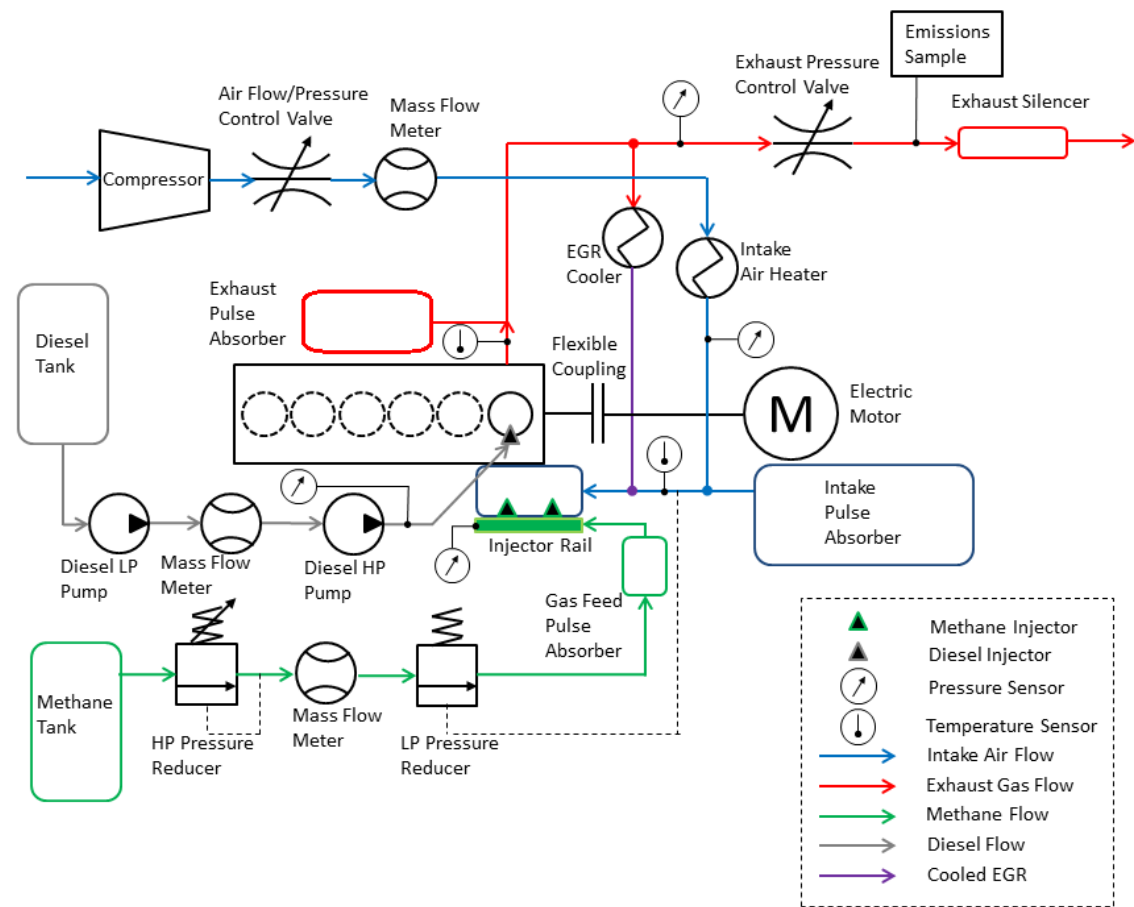 Emissions
Sample
Exhaust Pressure
Control Valve
Air Flow/Pressure
Control Valve
Mass Flow
Meter
Exhaust Silencer
Compressor
EGR
Cooler
Intake
Air Heater
Exhaust
Pulse
Absorber
Diesel
Tank
Flexible
Coupling
Electric
Motor
M
Intake
Pulse
Absorber
Injector Rail
Diesel LP
Pump
Mass Flow
Meter
Diesel HP
Pump
Gas Feed
Pulse
Absorber
Methane
Tank
HP Pressure
Reducer
Mass Flow
Meter
LP Pressure
Reducer
Methane Injector
Diesel Injector
Pressure Sensor
Temperature Sensor
Intake Air Flow
Exhaust Gas Flow
Methane Flow
Diesel Flow
Cooled EGR